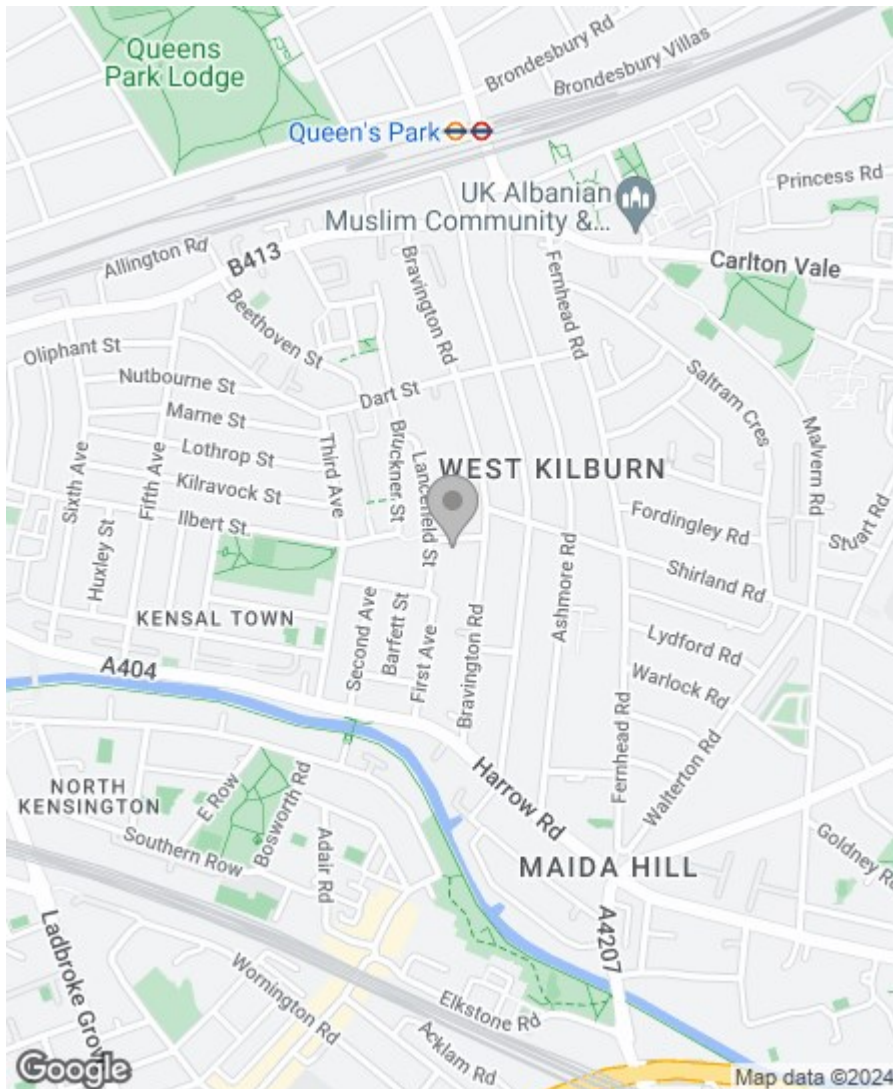 Queens
Park Lodge
Brondesbury Rd
Brondesbury Villas
Queen's Park
UK Albanian
Muslim Community &...
Princess Rd
Allington Rd
B413
Carlton Vale
Bravington Rd
Fernhead Rd
Beethoven St
Oliphant St
Nutbourne St
Dart St
Saltram Cres
Marne St
Lothrop St
Kilravock St
Ilbert St
Sixth Ave
Fifth Ave
Third Ave
Bruckner St
Lancefield St
WEST KILBURN
Malvern Rd
Huxley St
Fordingley Rd
Stuart Rd
Ashmore Rd
Shirland Rd
KENSAL TOWN
Second Ave
Barfett St
First Ave
Bravington Rd
Lydford Rd
Warlock Rd
A404
Fernhead Rd
Walterton Rd
NORTH
KENSINGTON
E Row
Bosworth Rd
Southern Row
Adair Rd
Harrow Rd
MAIDA HILL
Goldney R
Ladbroke Grov
A4207
Wornington Rd
Elkstone Rd
Acklam Rd
Google
Map data ©2024